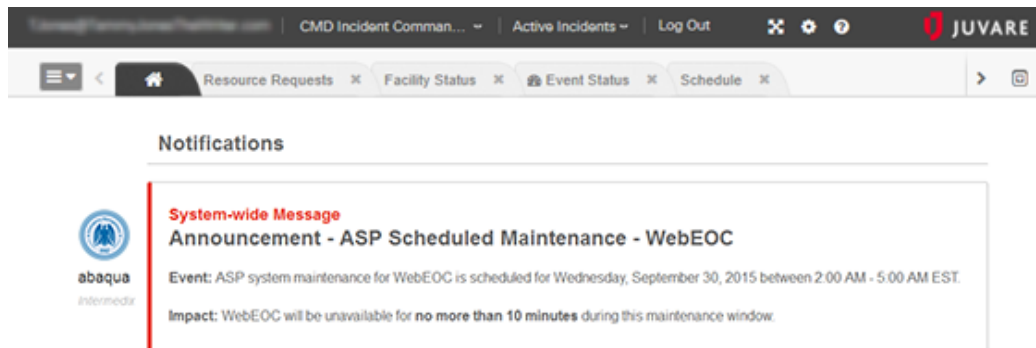 CMD Incident Comman...
Active Incidents
Log Out
JUVARE
Resource Requests
Facility Status
Event Status
Schedule
Notifications
System-wide Message
Announcement - ASP Scheduled Maintenance - WebEOC
abaqua
Intermedix
Event: ASP system maintenance for WebEOC is scheduled for Wednesday, September 30, 2015 between 2:00 AM - 5:00 AM EST.
Impact: WebEOC will be unavailable for no more than 10 minutes during this maintenance window.